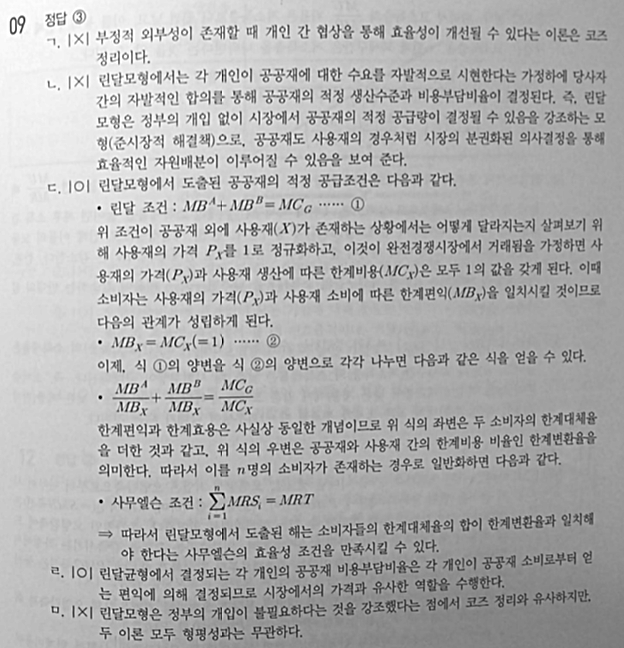 09 정답 ③
ㄱ. |×| 부정적 외부성이 존재할 때 개인 간 협상을 통해 효율성이 개선될 수 있다는 이론은 코즈
정리이다.
ㄴ. |×| 린달모형에서는 각 개인이 공공재에 대한 수요를 자발적으로 시현한다는 가정하에 당사자
간의 자발적인 합의를 통해 공공재의 적정 생산수준과 비용부담비율이 결정된다. 즉, 린달
모형은 정부의 개입 없이 시장에서 공공재의 적정 공급량이 결정될 수 있음을 강조하는 모
형(준시장적 해결책)으로, 공공재도 사용재의 경우처럼 시장의 분권화된 의사결정을 통해
효율적인 자원배분이 이루어질 수 있음을 보여 준다.
ㄷ. |○| 린달모형에서 도출된 공공재의 적정 공급조건은 다음과 같다.
• 린달 조건 : MB^A + MB^B = MC_G …… ①
위 조건이 공공재 외에 사용재(X)가 존재하는 상황에서는 어떻게 달라지는지 살펴보기 위
해 사용재의 가격 P_X를 1로 정규화하고, 이것이 완전경쟁시장에서 거래됨을 가정하면 사
용재의 가격(P_X)과 사용재 생산에 따른 한계비용(MC_X)은 모두 1의 값을 갖게 된다. 이때
소비자는 사용재의 가격(P_X)과 사용재 소비에 따른 한계편익(MB_X)을 일치시킬 것이므로
다음의 관계가 성립하게 된다.
• MB_X = MC_X(=1) …… ②
이제, 식 ①의 양변을 식 ②의 양변으로 각각 나누면 다음과 같은 식을 얻을 수 있다.
• MB^A/MB_X + MB^B/MB_X = MC_G/MC_X
한계편익과 한계효용은 사실상 동일한 개념이므로 위 식의 좌변은 두 소비자의 한계대체율
을 더한 것과 같고, 위 식의 우변은 공공재와 사용재 간의 한계비용 비율인 한계변환율을
의미한다. 따라서 이를 n명의 소비자가 존재하는 경우로 일반화하면 다음과 같다.
• 사무엘슨 조건 : ∑_{i=1}^{n} MRS_i = MRT
⇒ 따라서 린달모형에서 도출된 해는 소비자들의 한계대체율의 합이 한계변환율과 일치해
야 한다는 사무엘슨의 효율성 조건을 만족시킬 수 있다.
ㄹ. |○| 린달균형에서 결정되는 각 개인의 공공재 비용부담비율은 각 개인이 공공재 소비로부터 얻
는 편익에 의해 결정되므로 시장에서의 가격과 유사한 역할을 수행한다.
ㅁ. |×| 린달모형은 정부의 개입이 불필요하다는 것을 강조했다는 점에서 코즈 정리와 유사하지만,
두 이론 모두 형평성과는 무관하다.